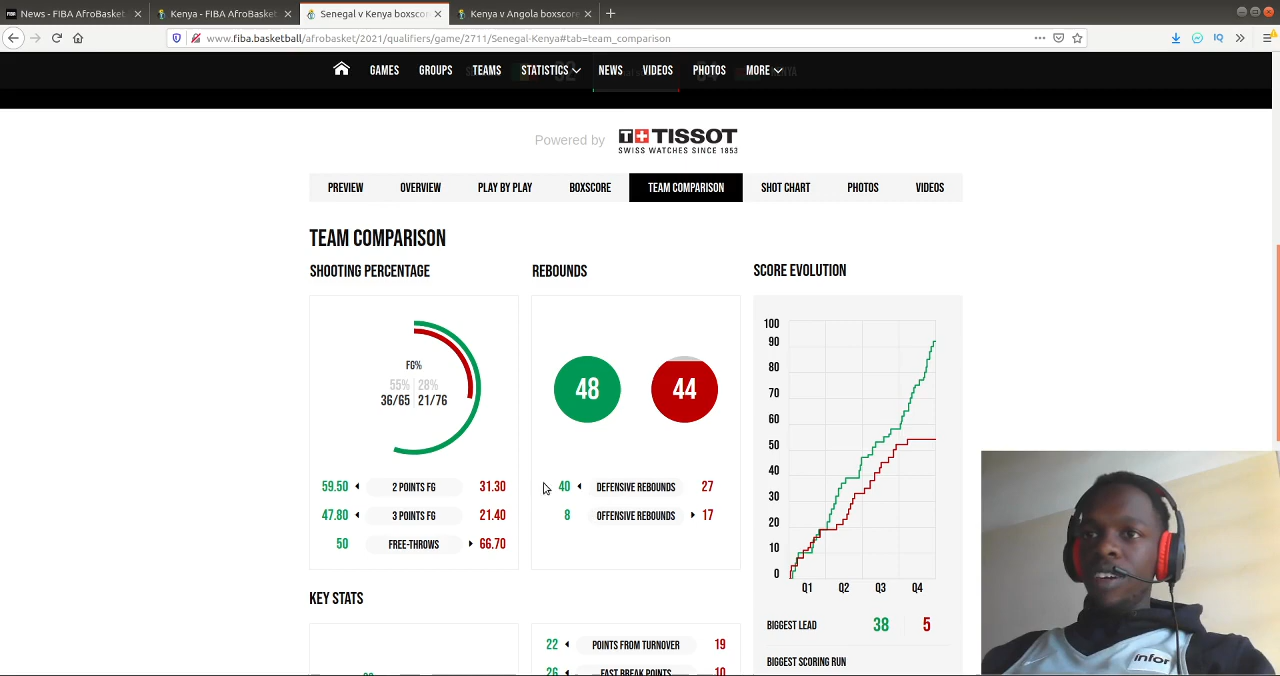 News - FIBA AfroBasket
Kenya - FIBA AfroBasket
Senegal v Kenya boxscore
Kenya v Angola boxscore
www.fiba.basketball/afrobasket/2021/qualifiers/game/2711/Senegal-Kenya#tab=team_comparison
GAMES GROUPS TEAMS STATISTICS NEWS VIDEOS PHOTOS MORE
Powered by TISSOT
SWISS WATCHES SINCE 1853
PREVIEW OVERVIEW PLAY BY PLAY BOXSCORE TEAM COMPARISON SHOT CHART PHOTOS VIDEOS
TEAM COMPARISON
SHOOTING PERCENTAGE
FG%
55% 28%
36/65 21/76
59.50 2 POINTS FG 31.30
47.80 3 POINTS FG 21.40
50 FREE-THROWS 66.70
REBOUNDS
48 44
40 DEFENSIVE REBOUNDS 27
8 OFFENSIVE REBOUNDS 17
SCORE EVOLUTION
100
90
80
70
60
50
40
30
20
10
0
Q1 Q2 Q3 Q4
BIGGEST LEAD 38 5
BIGGEST SCORING RUN
KEY STATS
22 POINTS FROM TURNOVER 19
26 FAST BREAK POINTS 10
infor